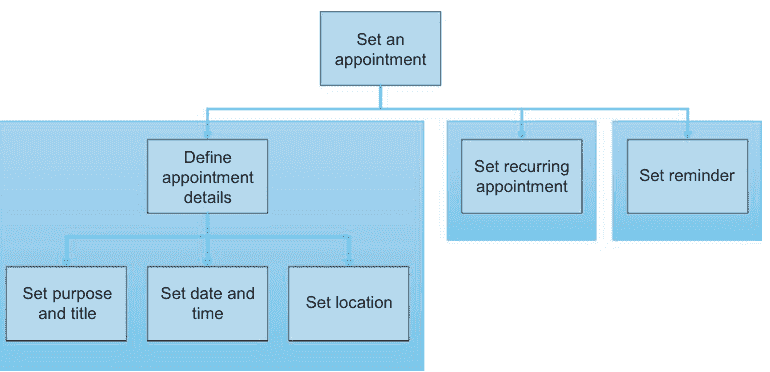 Set an
appointment
Define
appointment
details
Set recurring
appointment
Set reminder
Set purpose
and title
Set date and
time
Set location